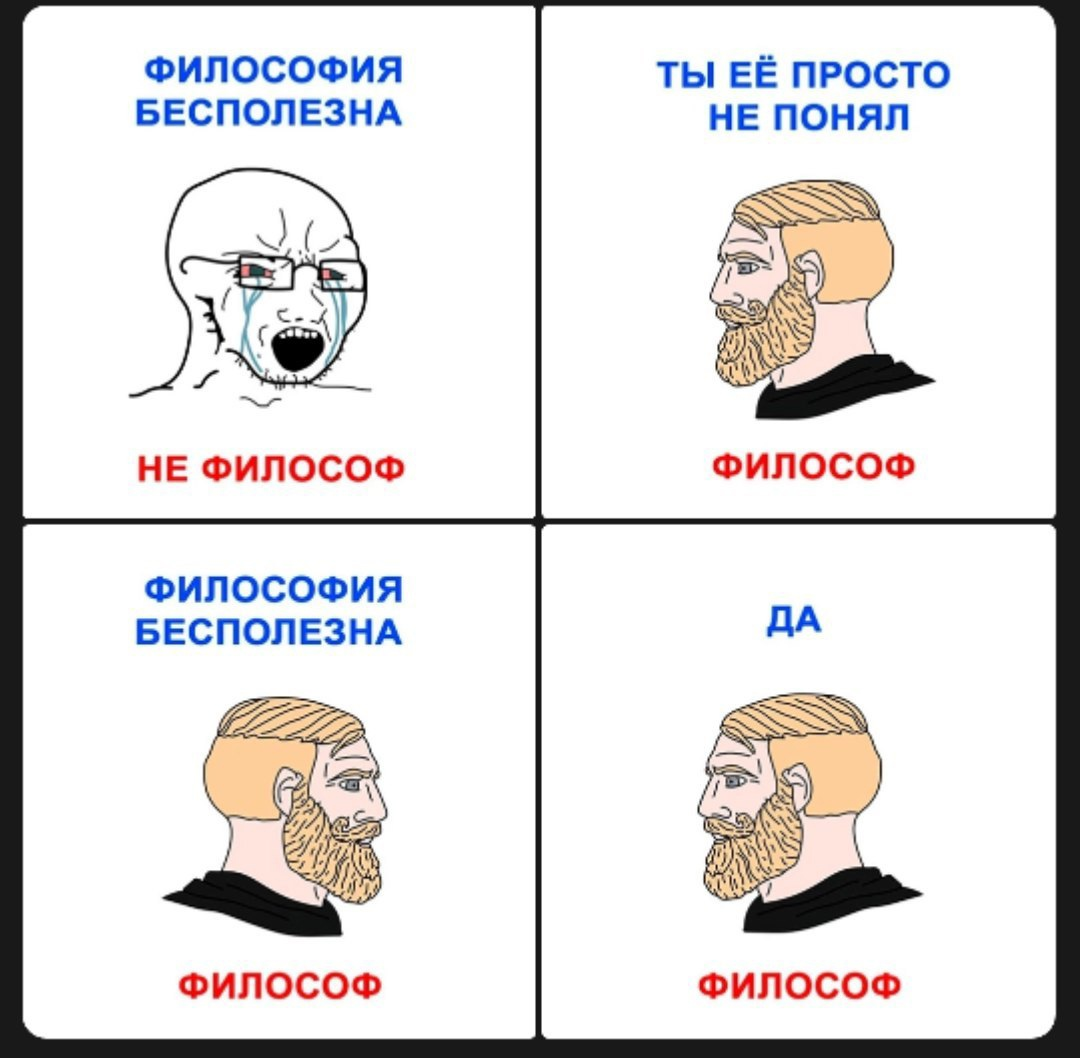 ФИЛОСОФИЯ
БЕСПОЛЕЗНА
НЕ ФИЛОСОФ
ТЫ ЕЁ ПРОСТО
НЕ ПОНЯЛ
ФИЛОСОФ
ФИЛОСОФИЯ
БЕСПОЛЕЗНА
ФИЛОСОФ
ДА
ФИЛОСОФ